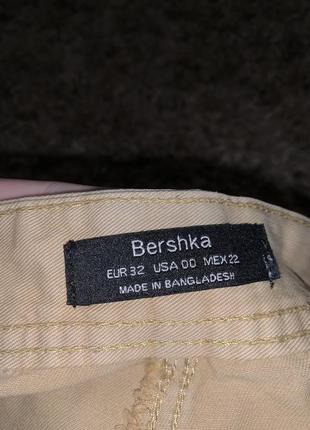 Bershka
EUR 32 USA 00 MEX 22
MADE IN BANGLADESH